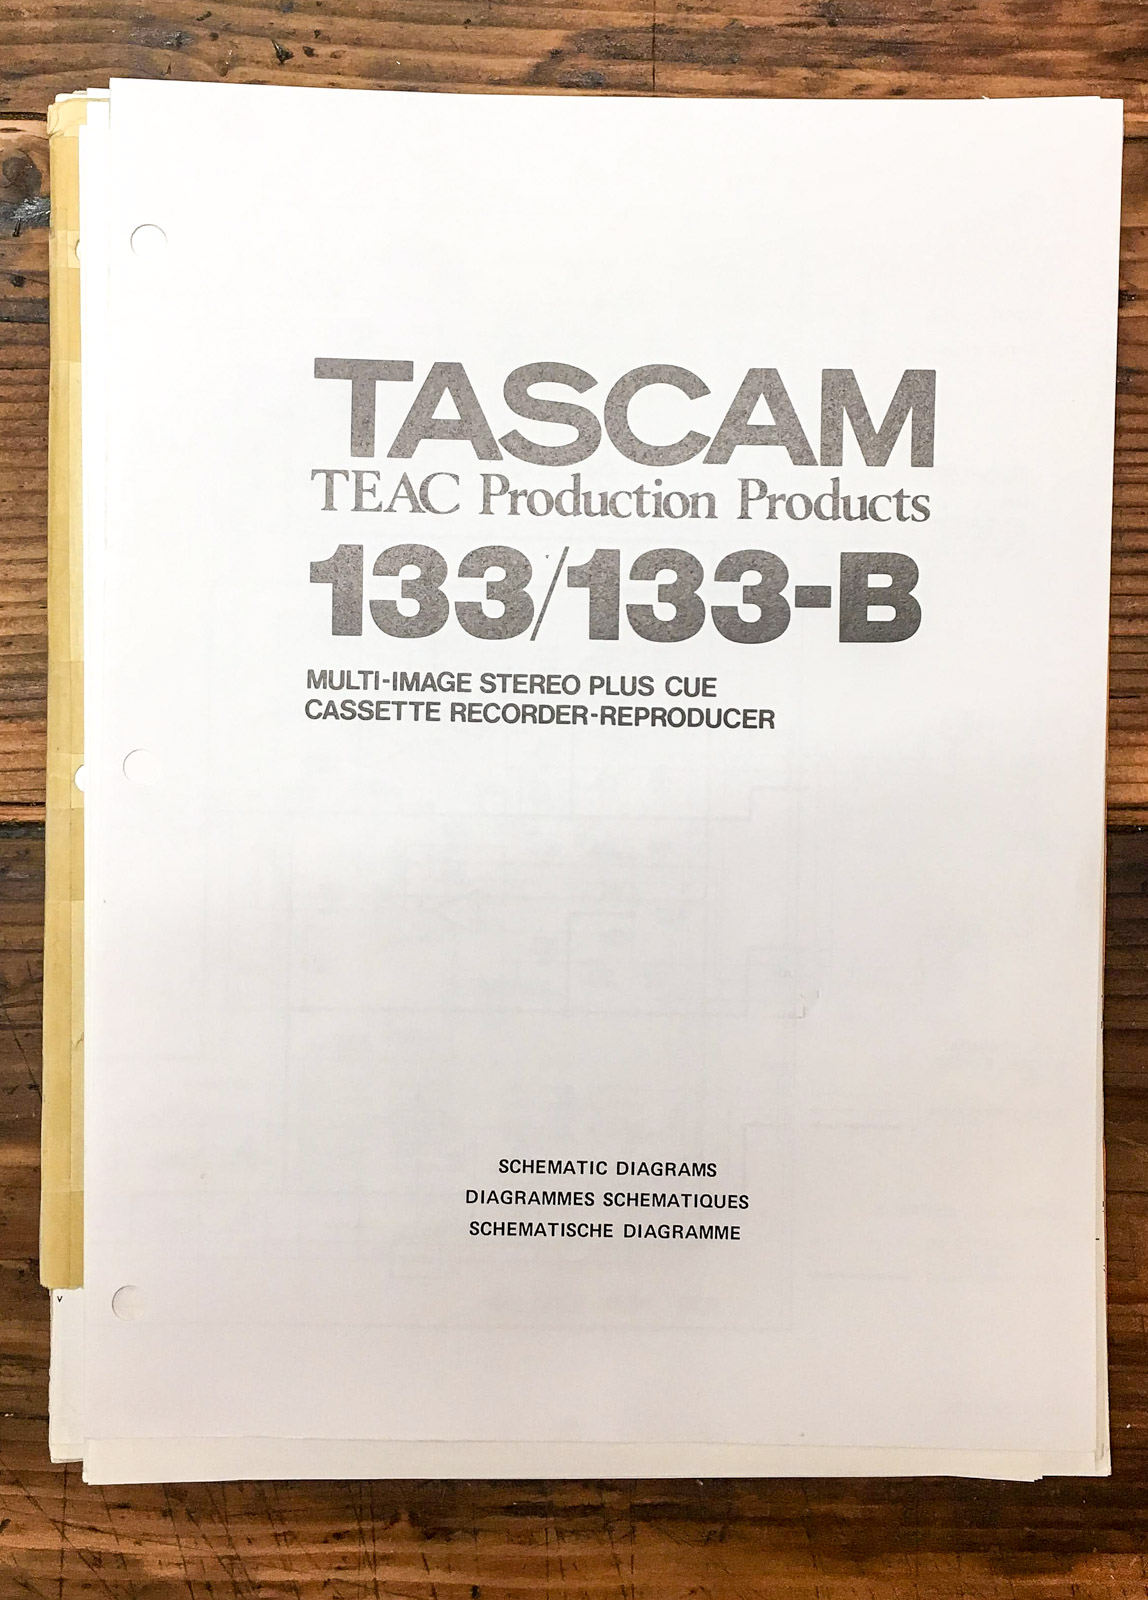 TASCAM
TEAC Production Products
133/133-B
MULTI-IMAGE STEREO PLUS CUE
CASSETTE RECORDER-REPRODUCER
SCHEMATIC DIAGRAMS
DIAGRAMMES SCHEMATIQUES
SCHEMATISCHE DIAGRAMME
V